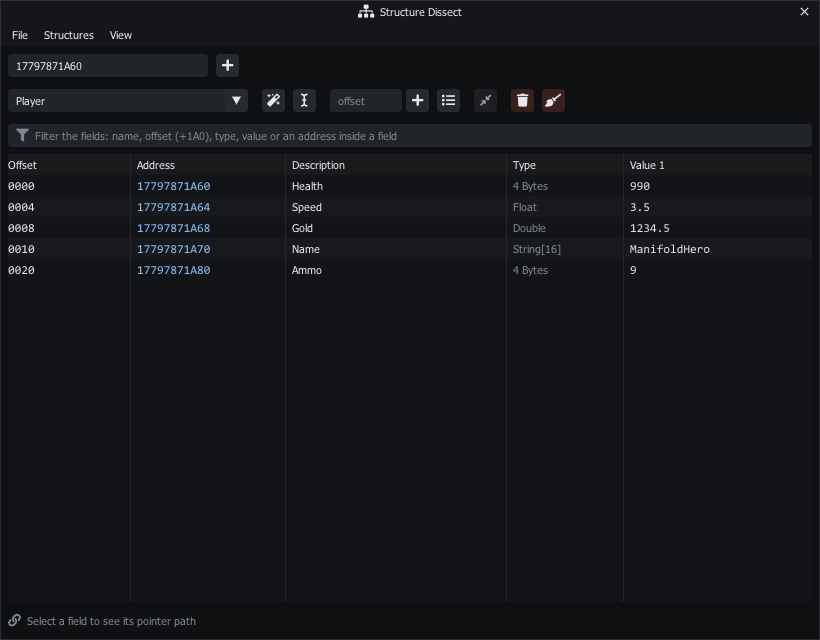 Structure Dissect
File Structures View
17797871A60
Player offset
Filter the fields: name, offset (+1A0), type, value or an address inside a field
Offset Address Description Type Value 1
0000 17797871A60 Health 4 Bytes 990
0004 17797871A64 Speed Float 3.5
0008 17797871A68 Gold Double 1234.5
0010 17797871A70 Name String[16] ManifoldHero
0020 17797871A80 Ammo 4 Bytes 9
Select a field to see its pointer path